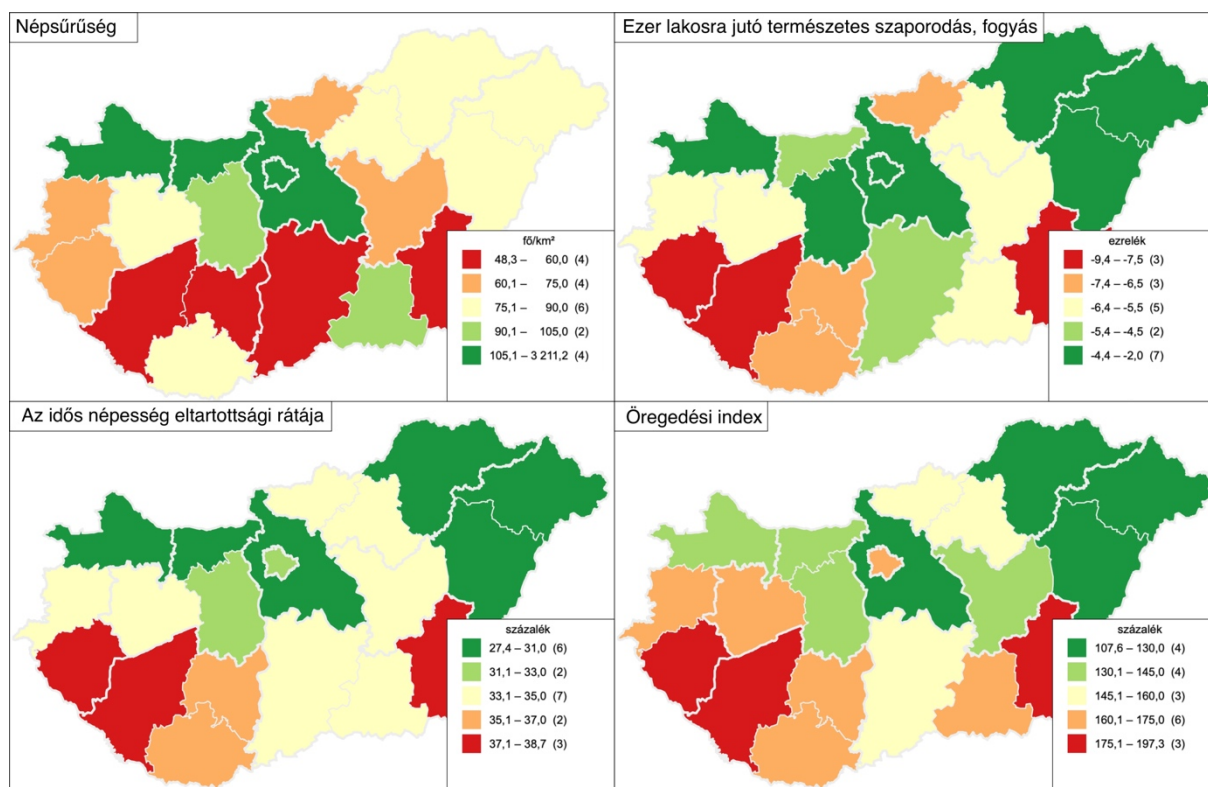 Népsűrűség
fő/km²
48,3 – 60,0 (4)
60,1 – 75,0 (4)
75,1 – 90,0 (6)
90,1 – 105,0 (2)
105,1 – 3 211,2 (4)
Ezer lakosra jutó természetes szaporodás, fogyás
ezrelék
-9,4 – -7,5 (3)
-7,4 – -6,5 (3)
-6,4 – -5,5 (5)
-5,4 – -4,5 (2)
-4,4 – -2,0 (7)
Az idős népesség eltartottsági rátája
százalék
27,4 – 31,0 (6)
31,1 – 33,0 (2)
33,1 – 35,0 (7)
35,1 – 37,0 (2)
37,1 – 38,7 (3)
Öregedési index
százalék
107,6 – 130,0 (4)
130,1 – 145,0 (4)
145,1 – 160,0 (3)
160,1 – 175,0 (6)
175,1 – 197,3 (3)